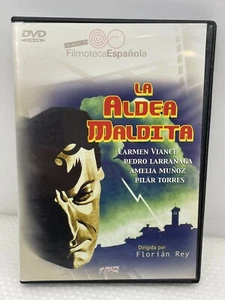 DVD
Filmoteca Española
LA
ALDEA
MALDITA
CARMEN VIANCE
PEDRO LARRAÑAGA
AMELIA MUÑOZ
PILAR TORRES
Dirigida por
Florián Rey